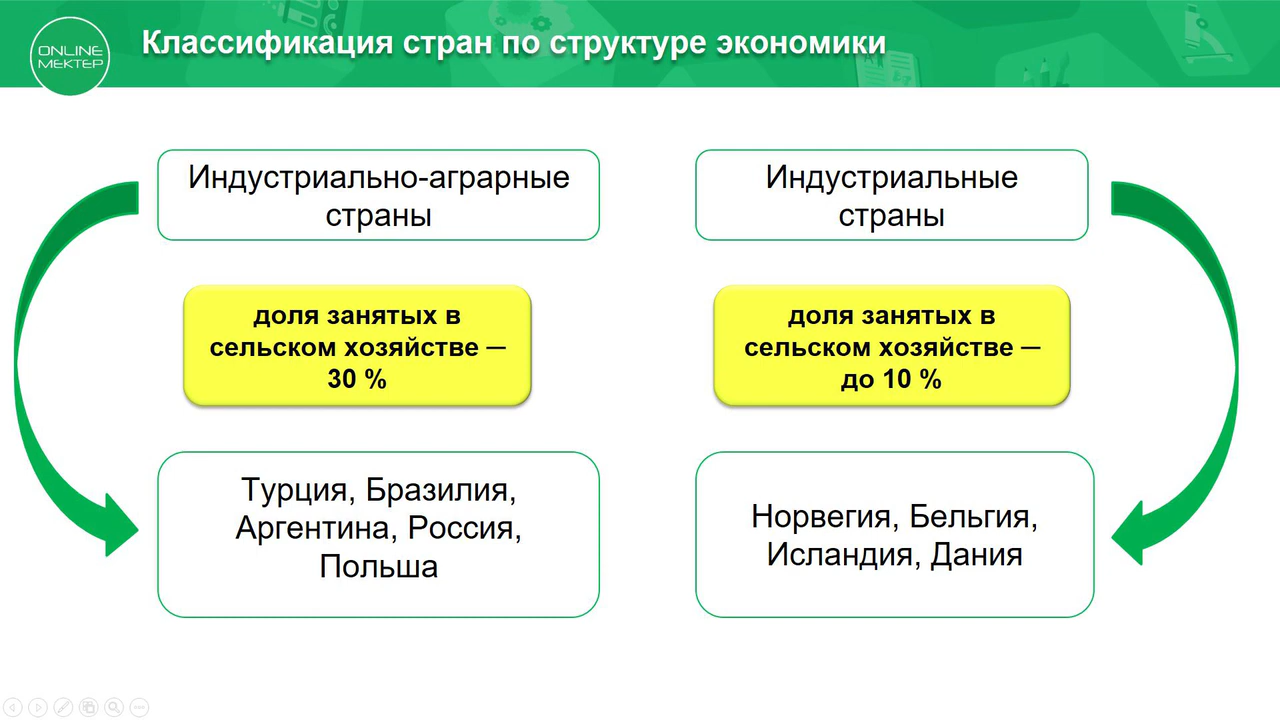 ONLINE
МЕКТЕР
Классификация стран по структуре экономики
Индустриально-аграрные
страны
Индустриальные
страны
доля занятых в
сельском хозяйстве —
30 %
доля занятых в
сельском хозяйстве —
до 10 %
Турция, Бразилия,
Аргентина, Россия,
Польша
Норвегия, Бельгия,
Исландия, Дания